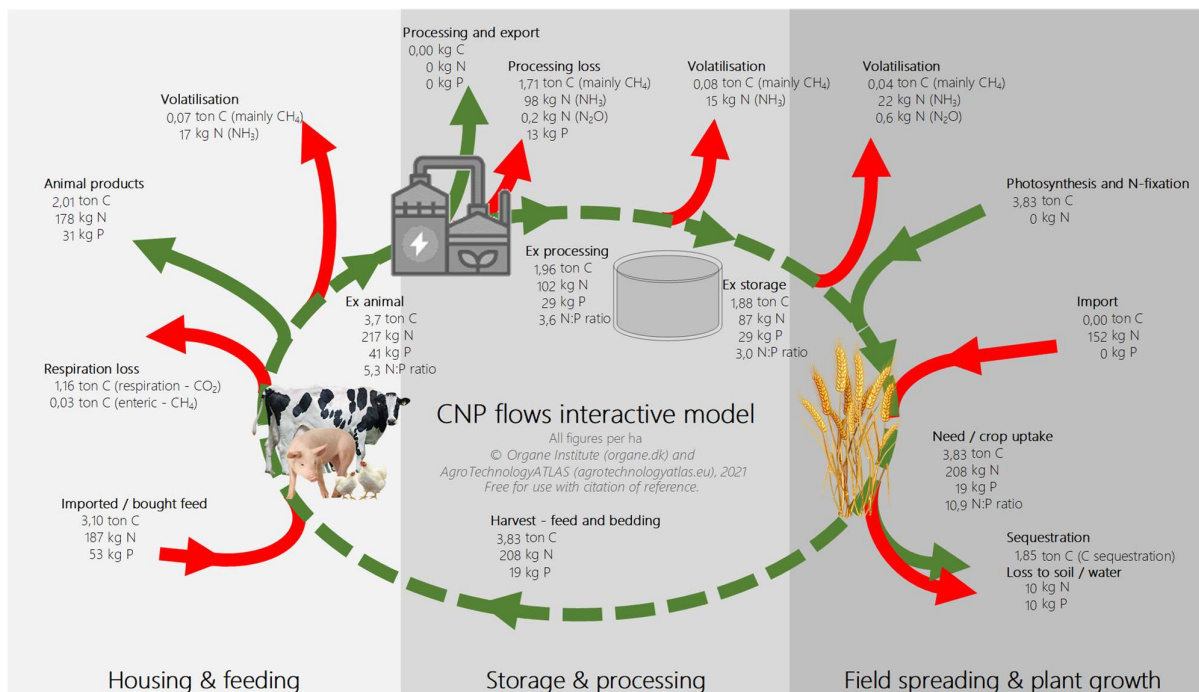 Processing and export
0,00 kg C
0 kg N
0 kg P
Processing loss
1,71 ton C (mainly CH₄)
98 kg N (NH₃)
0,2 kg N (N₂O)
13 kg P
Volatilisation
0,08 ton C (mainly CH₄)
15 kg N (NH₃)
Volatilisation
0,04 ton C (mainly CH₄)
22 kg N (NH₃)
0,6 kg N (N₂O)
Volatilisation
0,07 ton C (mainly CH₄)
17 kg N (NH₃)
Animal products
2,01 ton C
178 kg N
31 kg P
Photosynthesis and N-fixation
3,83 ton C
0 kg N
Ex animal
3,7 ton C
217 kg N
41 kg P
5,3 N:P ratio
Ex processing
1,96 ton C
102 kg N
29 kg P
3,6 N:P ratio
Ex storage
1,88 ton C
87 kg N
29 kg P
3,0 N:P ratio
Import
0,00 ton C
152 kg N
0 kg P
Respiration loss
1,16 ton C (respiration - CO₂)
0,03 ton C (enteric - CH₄)
CNP flows interactive model
All figures per ha
© Organe Institute (organe.dk) and
AgroTechnologyATLAS (agrotechnologyatlas.eu), 2021
Free for use with citation of reference.
Need / crop uptake
3,83 ton C
208 kg N
19 kg P
10,9 N:P ratio
Imported / bought feed
3,10 ton C
187 kg N
53 kg P
Harvest - feed and bedding
3,83 ton C
208 kg N
19 kg P
Sequestration
1,85 ton C (C sequestration)
Loss to soil / water
10 kg N
10 kg P
Housing & feeding
Storage & processing
Field spreading & plant growth